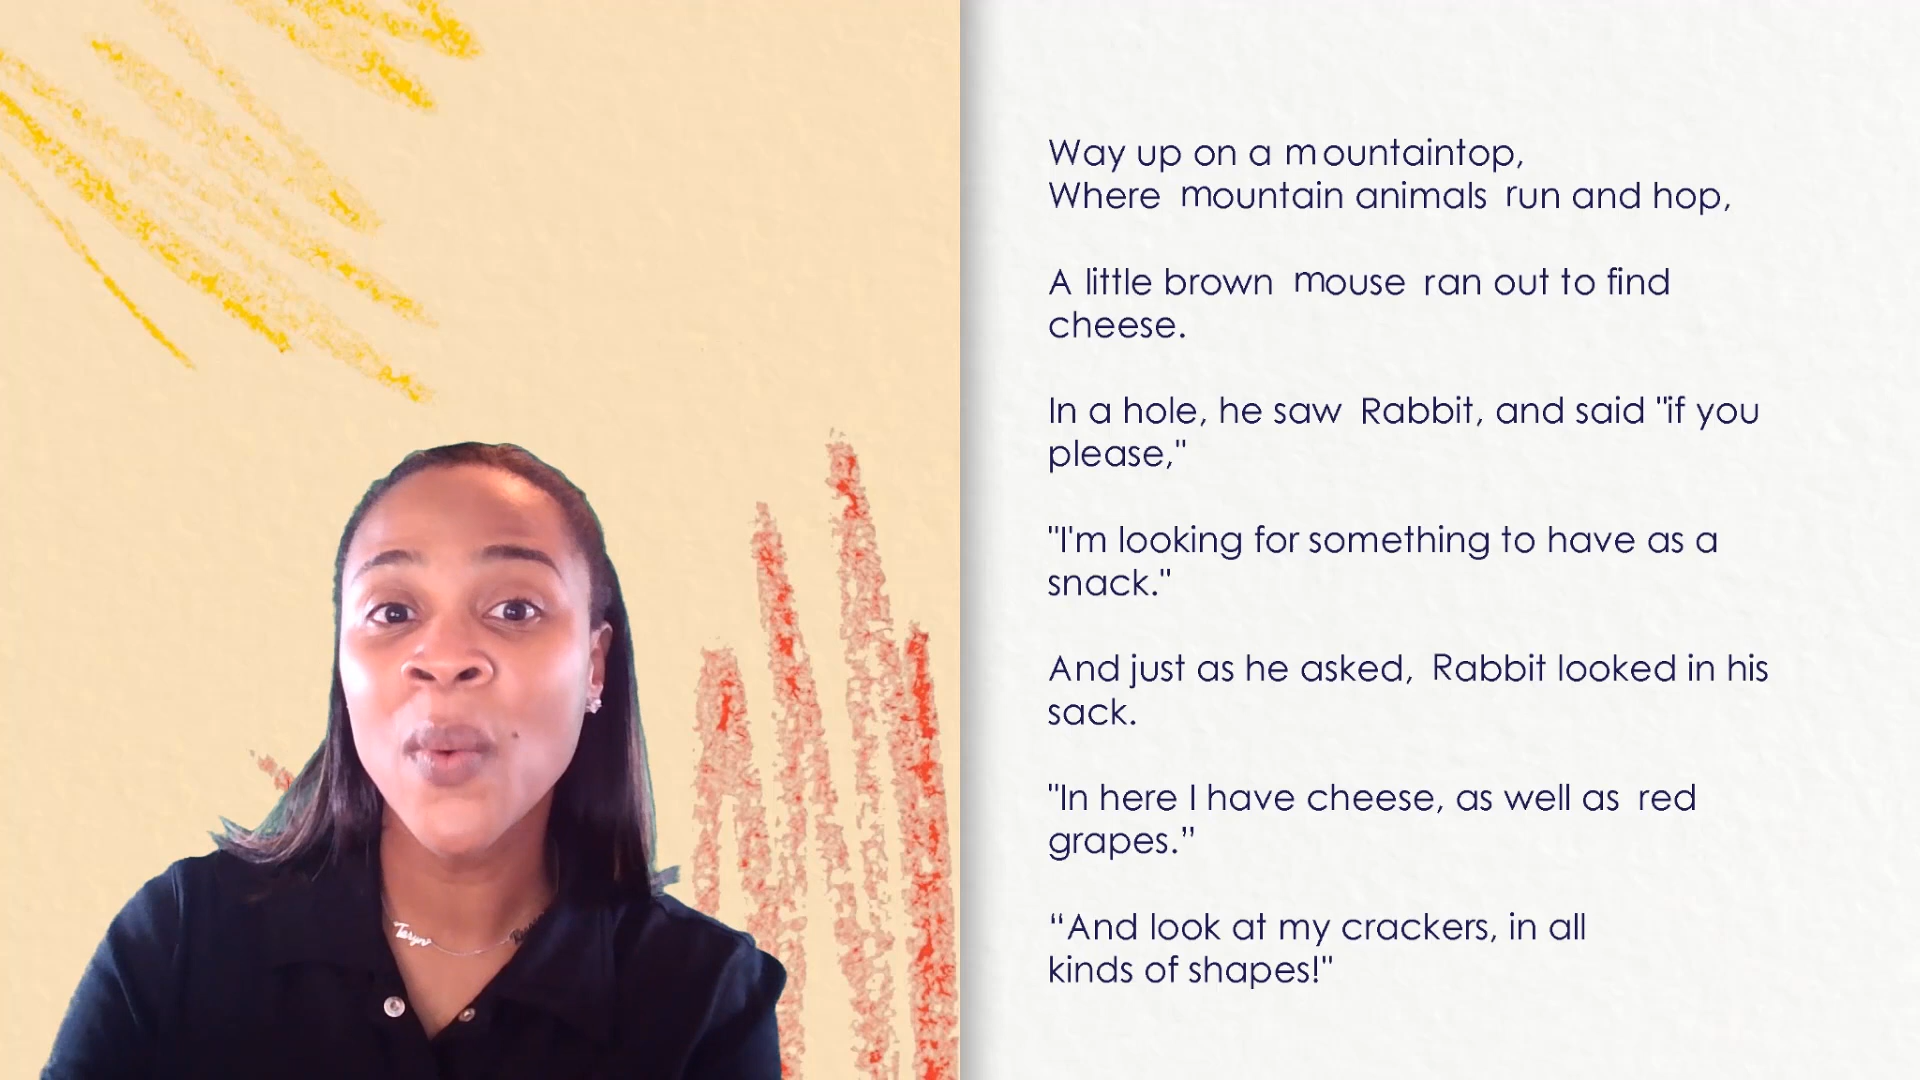 Way up on a mountaintop,
Where mountain animals run and hop,
A little brown mouse ran out to find
cheese.
In a hole, he saw Rabbit, and said "if you
please,"
"I'm looking for something to have as a
snack."
And just as he asked, Rabbit looked in his
sack.
"In here I have cheese, as well as red
grapes.”
“And look at my crackers, in all
kinds of shapes!"
Taryn